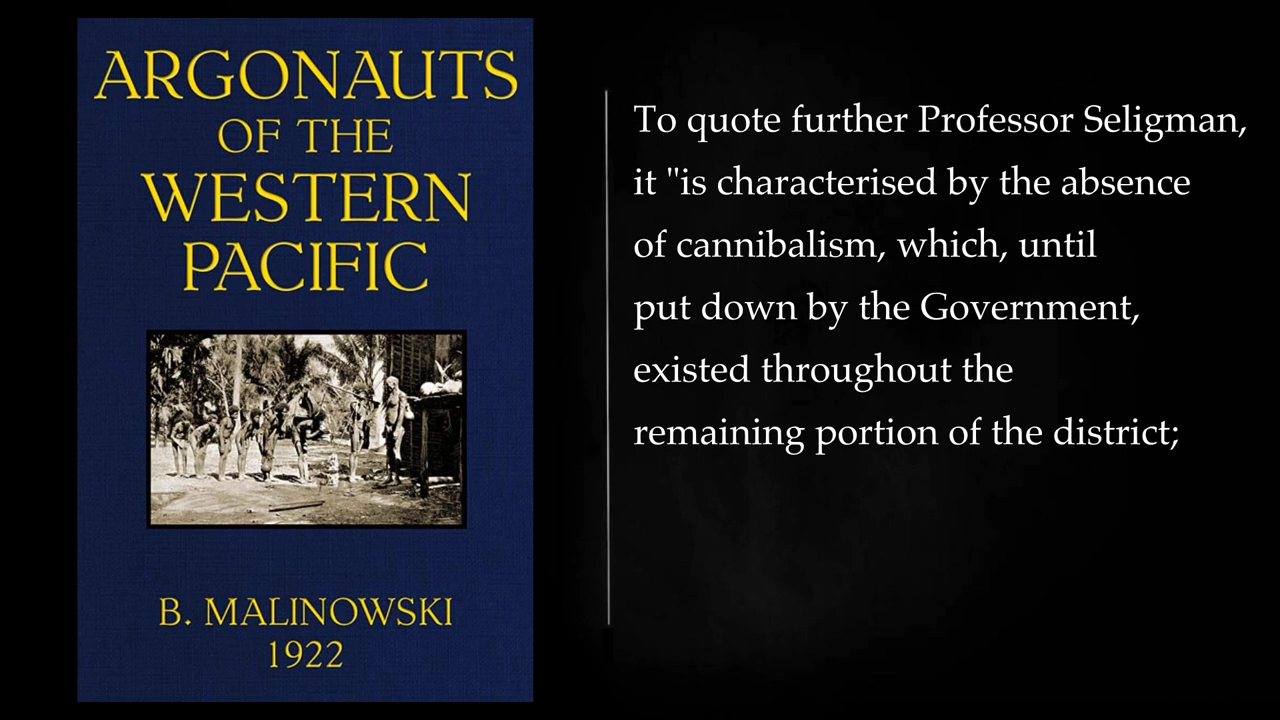 ARGONAUTS
OF THE
WESTERN
PACIFIC
B. MALINOWSKI
1922
To quote further Professor Seligman,
it "is characterised by the absence
of cannibalism, which, until
put down by the Government,
existed throughout the
remaining portion of the district;